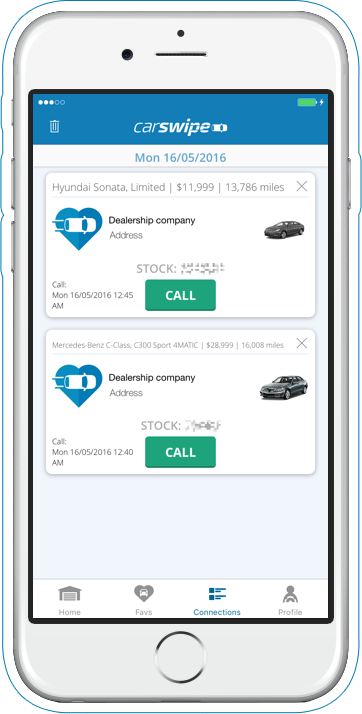 carswipe
Mon 16/05/2016
Hyundai Sonata, Limited | $11,999 | 13,786 miles
Dealership company
Address
STOCK:
Call:
Mon 16/05/2016 12:45
AM
CALL
Mercedes-Benz C-Class, C300 Sport 4MATIC | $28,999 | 16,008 miles
Dealership company
Address
STOCK:
Call:
Mon 16/05/2016 12:40
AM
CALL
Home
Favs
Connections
Profile